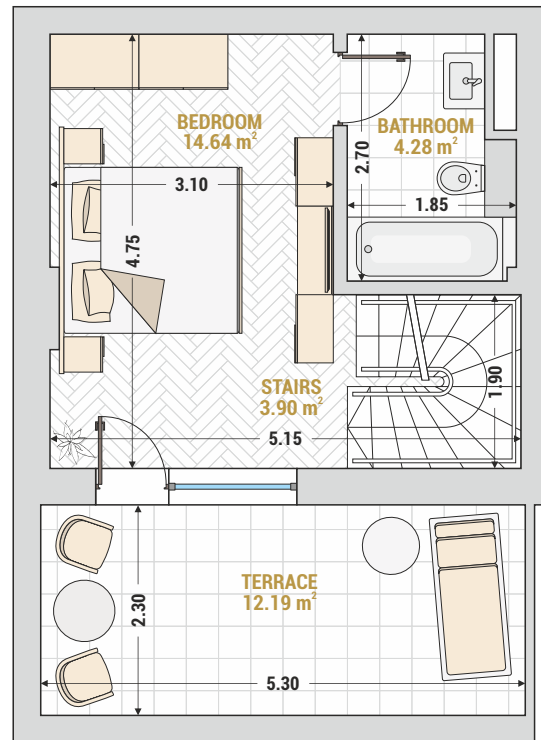 BEDROOM
14.64 m²
BATHROOM
4.28 m²
2.70
3.10
1.85
4.75
STAIRS
3.90 m²
1.90
5.15
TERRACE
12.19 m²
2.30
5.30